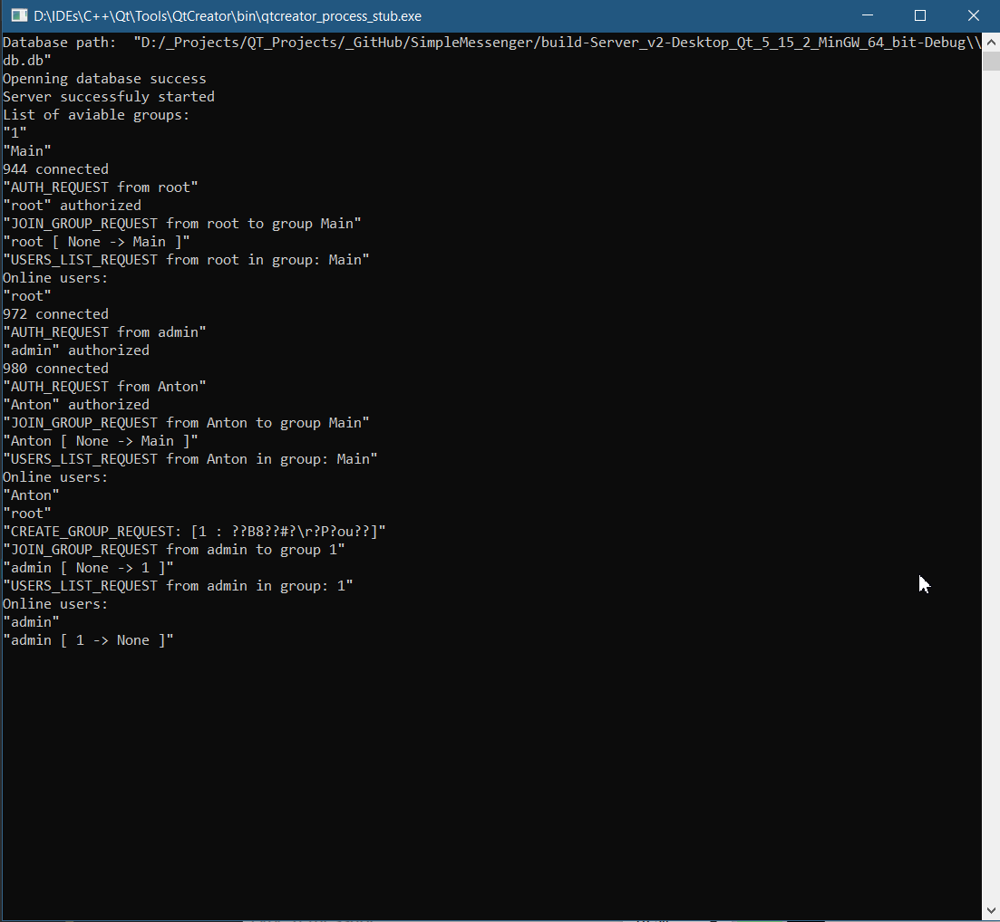 D:\IDEs\C++\Qt\Tools\QtCreator\bin\qtcreator_process_stub.exe
Database path:  "D:/_Projects/QT_Projects/_GitHub/SimpleMessenger/build-Server_v2-Desktop_Qt_5_15_2_MinGW_64_bit-Debug\\
db.db"
Openning database success
Server successfuly started
List of aviable groups:
"1"
"Main"
944 connected
"AUTH_REQUEST from root"
"root" authorized
"JOIN_GROUP_REQUEST from root to group Main"
"root [ None -> Main ]"
"USERS_LIST_REQUEST from root in group: Main"
Online users:
"root"
972 connected
"AUTH_REQUEST from admin"
"admin" authorized
980 connected
"AUTH_REQUEST from Anton"
"Anton" authorized
"JOIN_GROUP_REQUEST from Anton to group Main"
"Anton [ None -> Main ]"
"USERS_LIST_REQUEST from Anton in group: Main"
Online users:
"Anton"
"root"
"CREATE_GROUP_REQUEST: [1 : ??B8??#?\r?P?ou??]"
"JOIN_GROUP_REQUEST from admin to group 1"
"admin [ None -> 1 ]"
"USERS_LIST_REQUEST from admin in group: 1"
Online users:
"admin"
"admin [ 1 -> None ]"